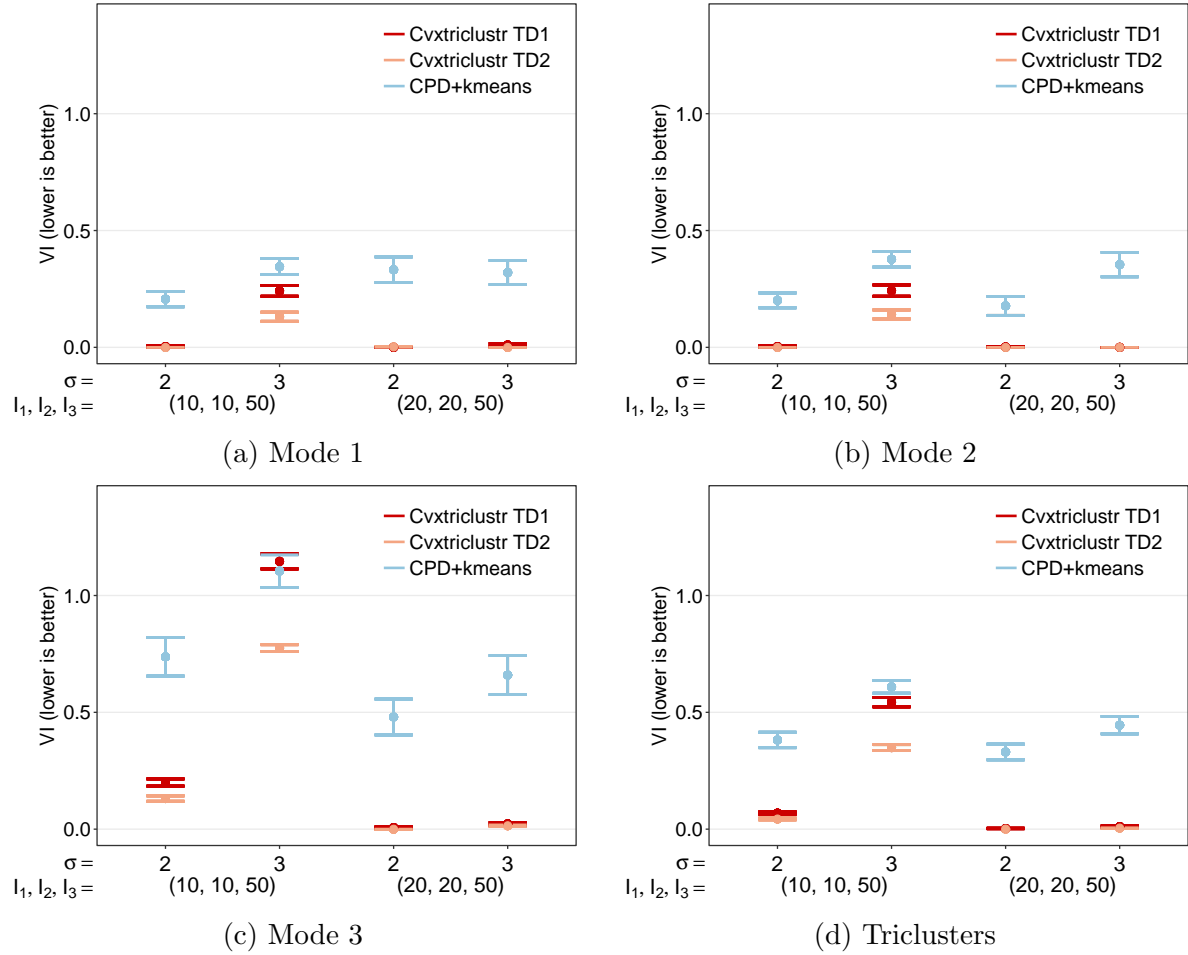 Cvxtriclustr TD1
Cvxtriclustr TD2
CPD+kmeans
VI (lower is better)
1.0
0.5
0.0
σ = 2 3 2 3
I₁, I₂, I₃ = (10, 10, 50) (20, 20, 50)
(a) Mode 1
Cvxtriclustr TD1
Cvxtriclustr TD2
CPD+kmeans
VI (lower is better)
1.0
0.5
0.0
σ = 2 3 2 3
I₁, I₂, I₃ = (10, 10, 50) (20, 20, 50)
(b) Mode 2
Cvxtriclustr TD1
Cvxtriclustr TD2
CPD+kmeans
VI (lower is better)
1.0
0.5
0.0
σ = 2 3 2 3
I₁, I₂, I₃ = (10, 10, 50) (20, 20, 50)
(c) Mode 3
Cvxtriclustr TD1
Cvxtriclustr TD2
CPD+kmeans
VI (lower is better)
1.0
0.5
0.0
σ = 2 3 2 3
I₁, I₂, I₃ = (10, 10, 50) (20, 20, 50)
(d) Triclusters